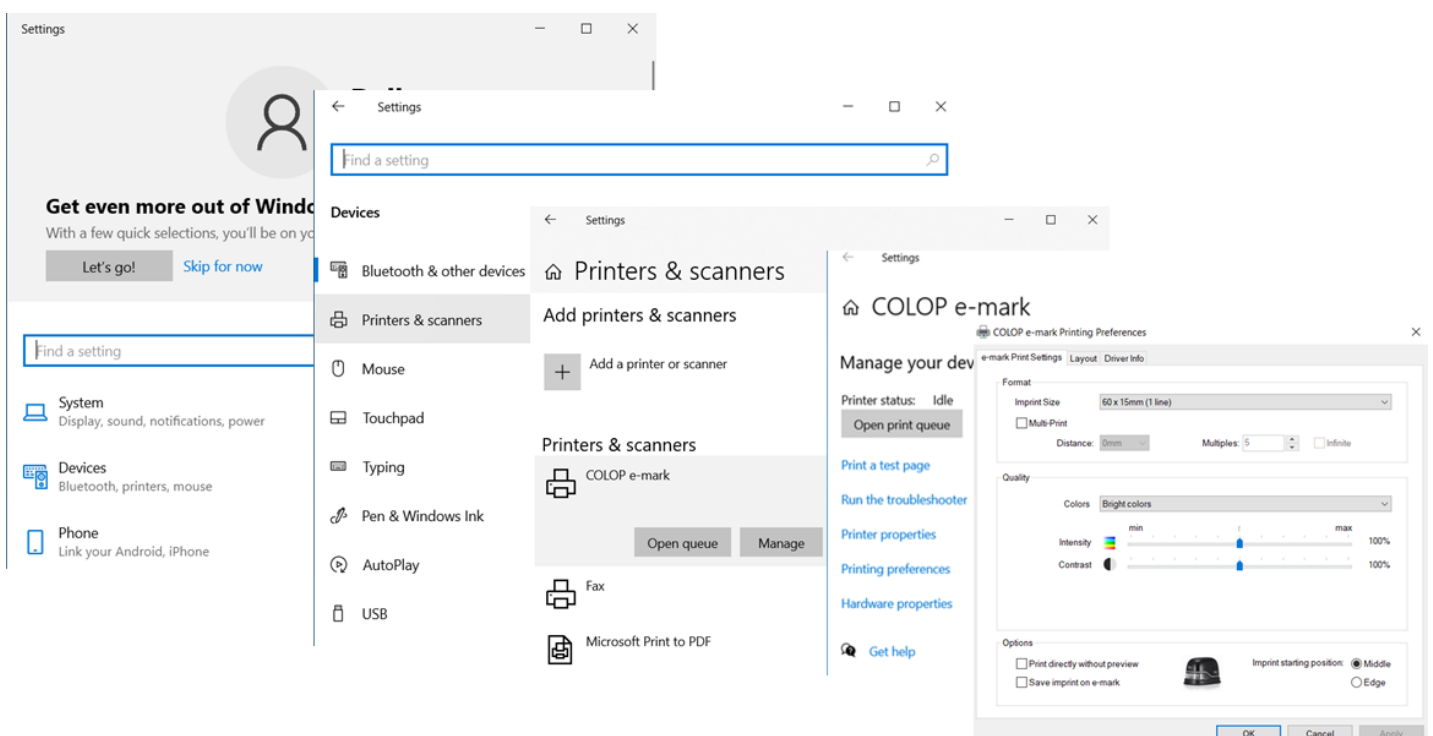 Settings
Get even more out of
With a few quick selections, you'll be on
Let's go!
Skip for now
Find a setting
System
Display, sound, notifications, power
Devices
Bluetooth, printers, mouse
Phone
Link your Android, iPhone
Settings
Find a setting
Devices
Bluetooth & other devices
Printers & scanners
Mouse
Touchpad
Typing
Pen & Windows Ink
AutoPlay
USB
Settings
Printers & scanners
Add printers & scanners
Add a printer or scanner
Printers & scanners
COLOP e-mark
Open queue
Manage
Fax
Microsoft Print to PDF
Settings
COLOP e-mark
Manage your
Printer status: Idle
Open print queue
Print a test page
Run the troubleshooter
Printer properties
Printing preferences
Hardware properties
Get help
COLOP e-mark Printing Preferences
e-mark Print Settings Layout Driver Info
Format
Imprint Size 60 x 15mm (1 line)
Multi-Print
Distance: 0mm Multiples: 5 Infinite
Quality
Colors Bright colors
min max
Intensity 100%
Contrast 100%
Options
Print directly without preview Imprint starting position: Middle
Save imprint on e-mark Edge
OK Cancel Apply